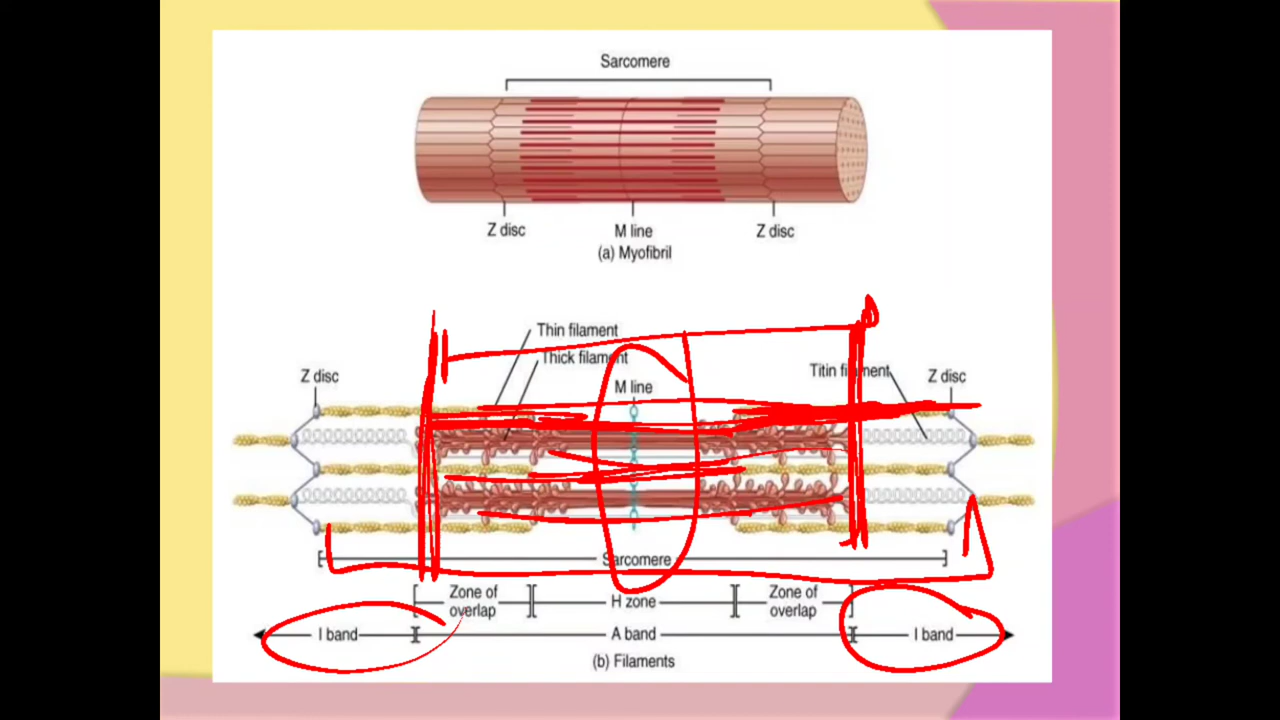 Sarcomere
Z disc M line Z disc
(a) Myofibril
Thin filament
Thick filament
Titin filament
Z disc M line Z disc
Sarcomere
Zone of overlap H zone Zone of overlap
I band A band I band
(b) Filaments